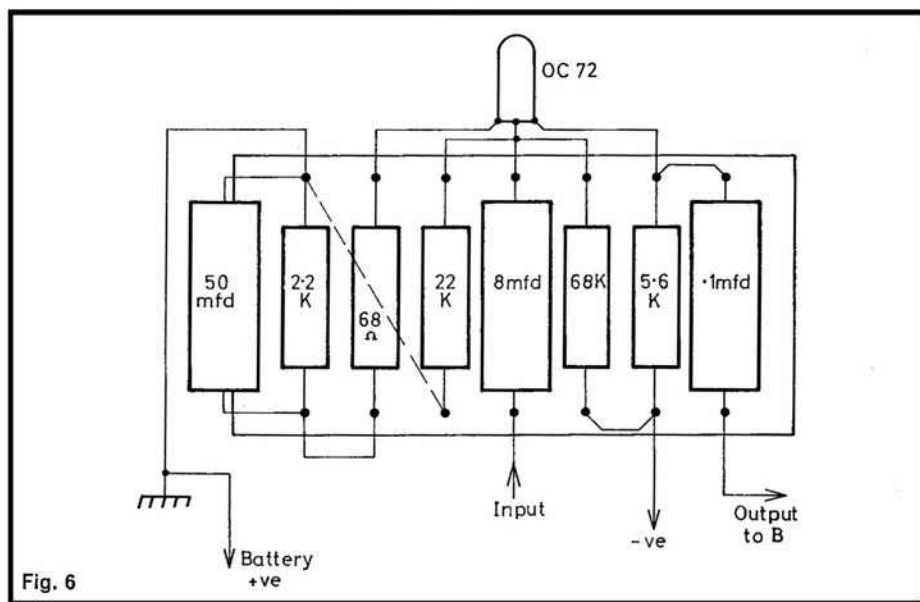 OC 72
50
mfd
2·2
K
68
Ω
22
K
8mfd
68K
5·6
K
·1mfd
Input
-ve
Output
to B
Battery
+ve
Fig. 6